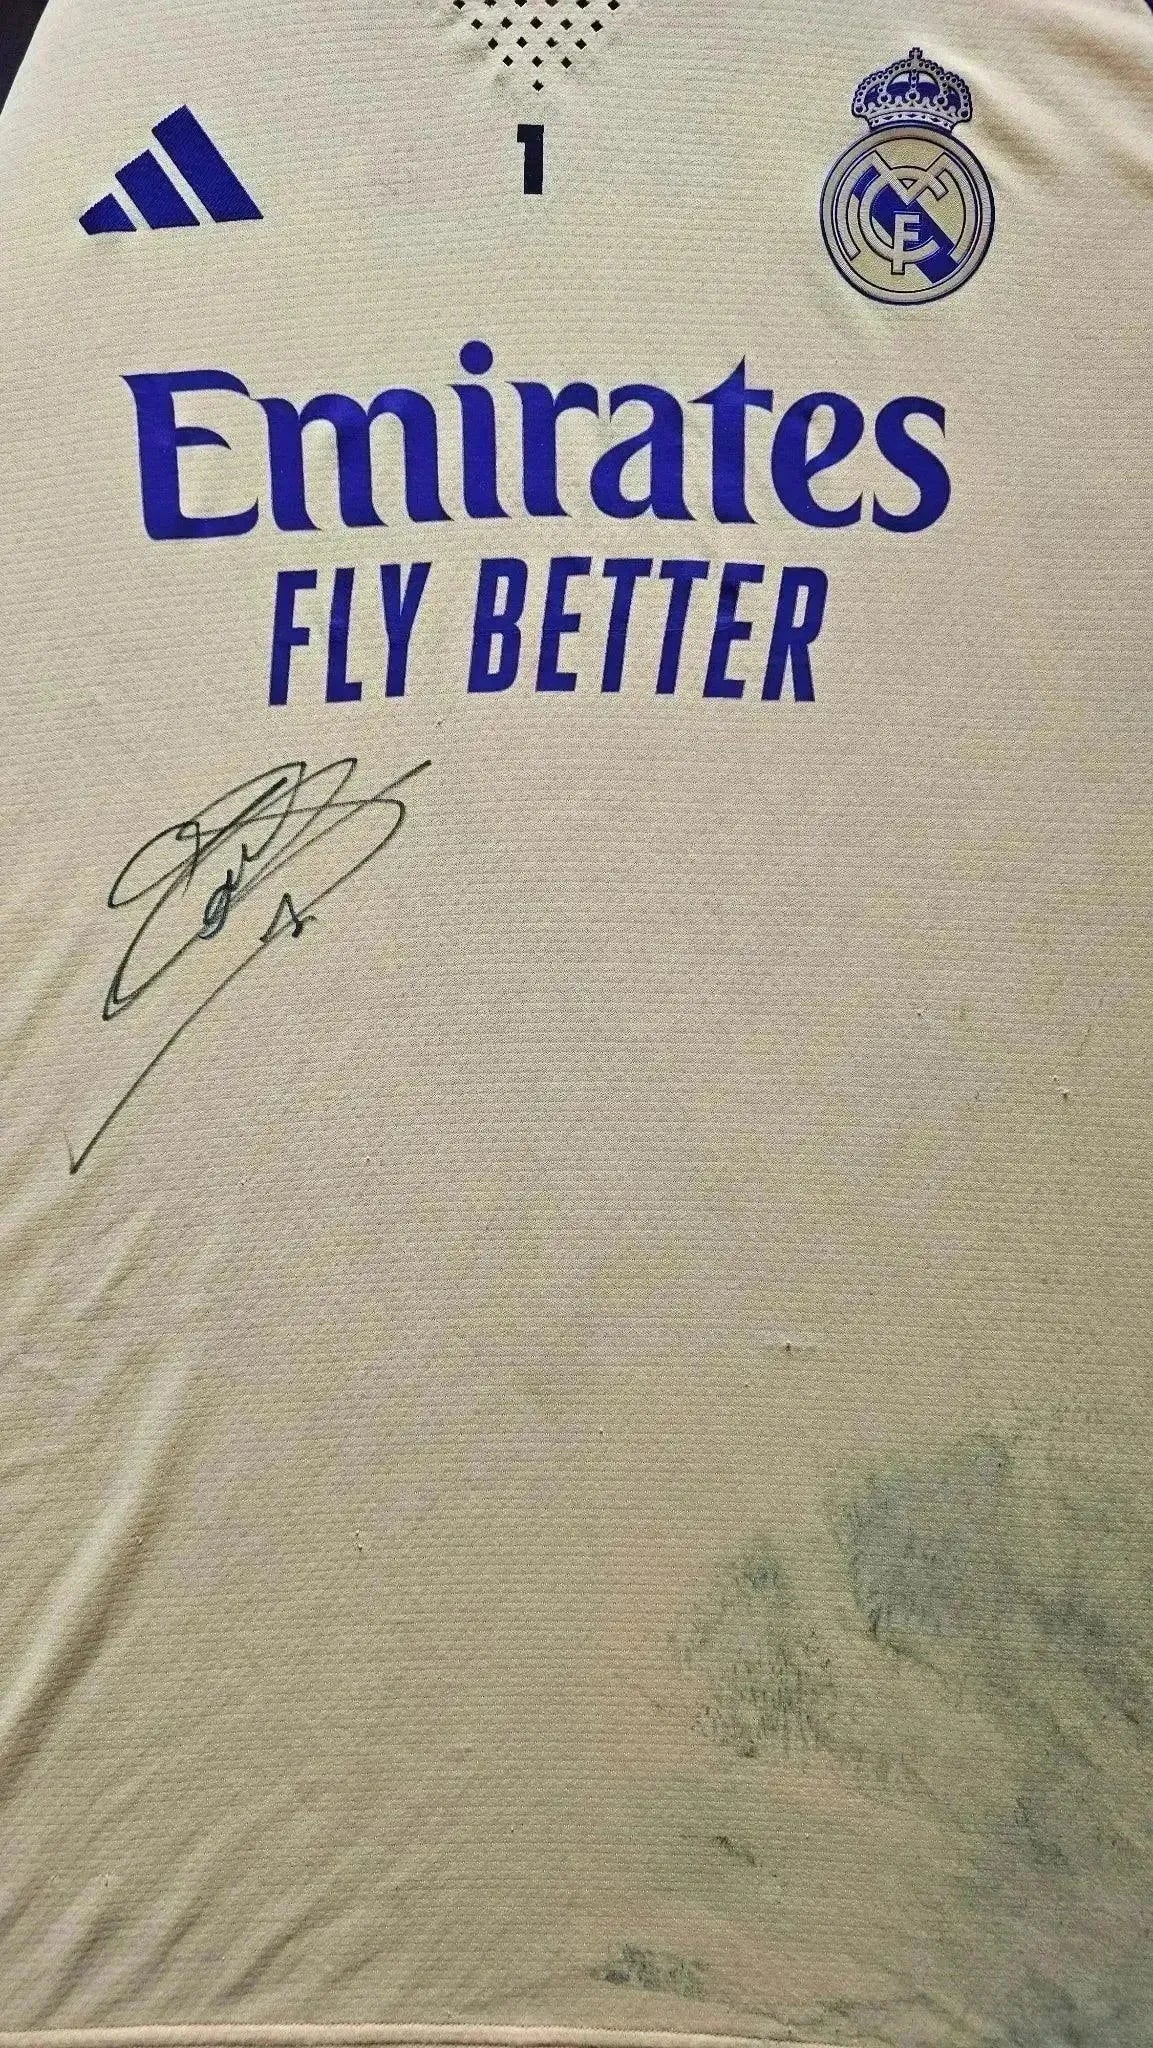 1
Emirates
FLY BETTER